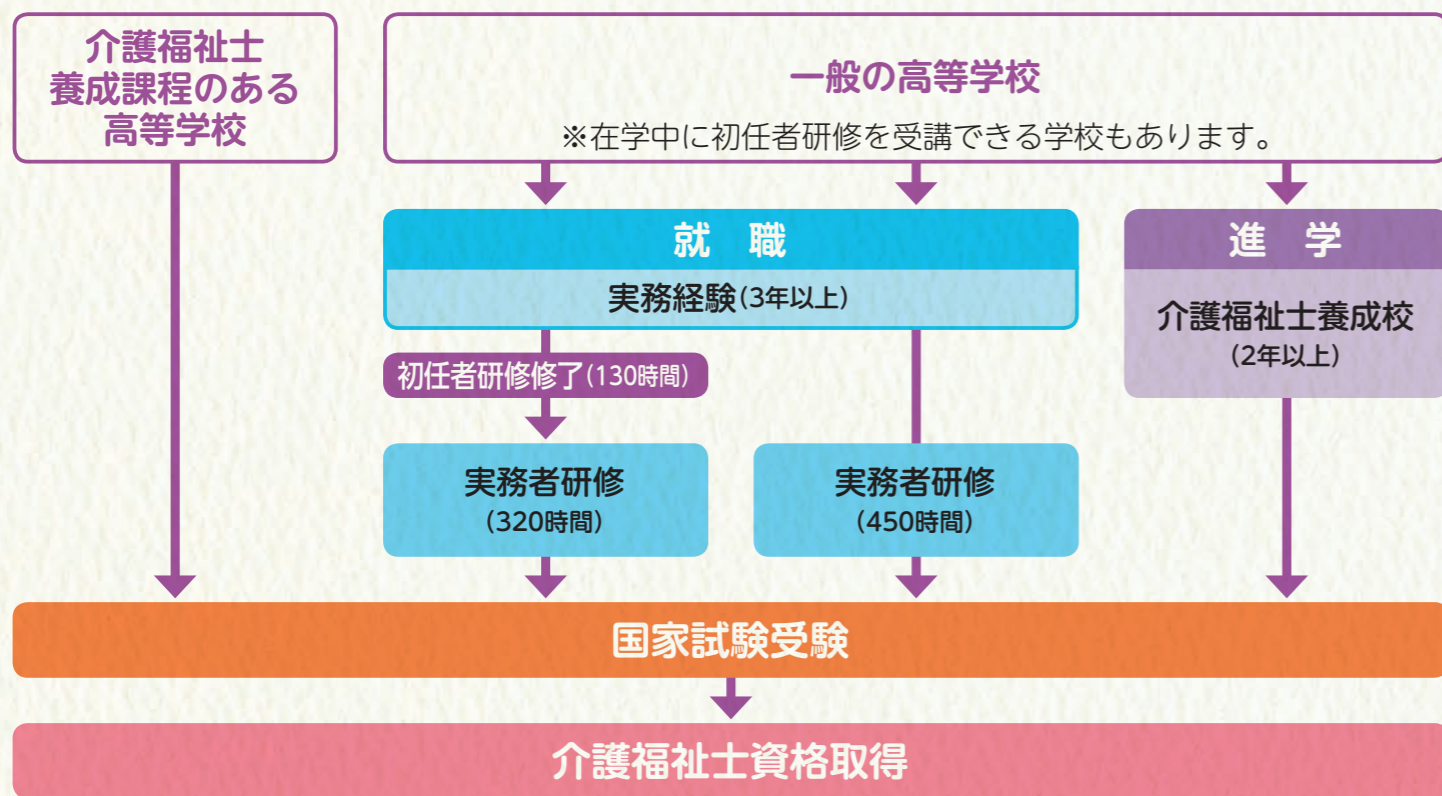 介護福祉士
養成課程のある
高等学校
一般の高等学校
※在学中に初任者研修を受講できる学校もあります。
就 職
実務経験(3年以上)
進 学
介護福祉士養成校
(2年以上)
初任者研修修了(130時間)
実務者研修
(320時間)
実務者研修
(450時間)
国家試験受験
介護福祉士資格取得